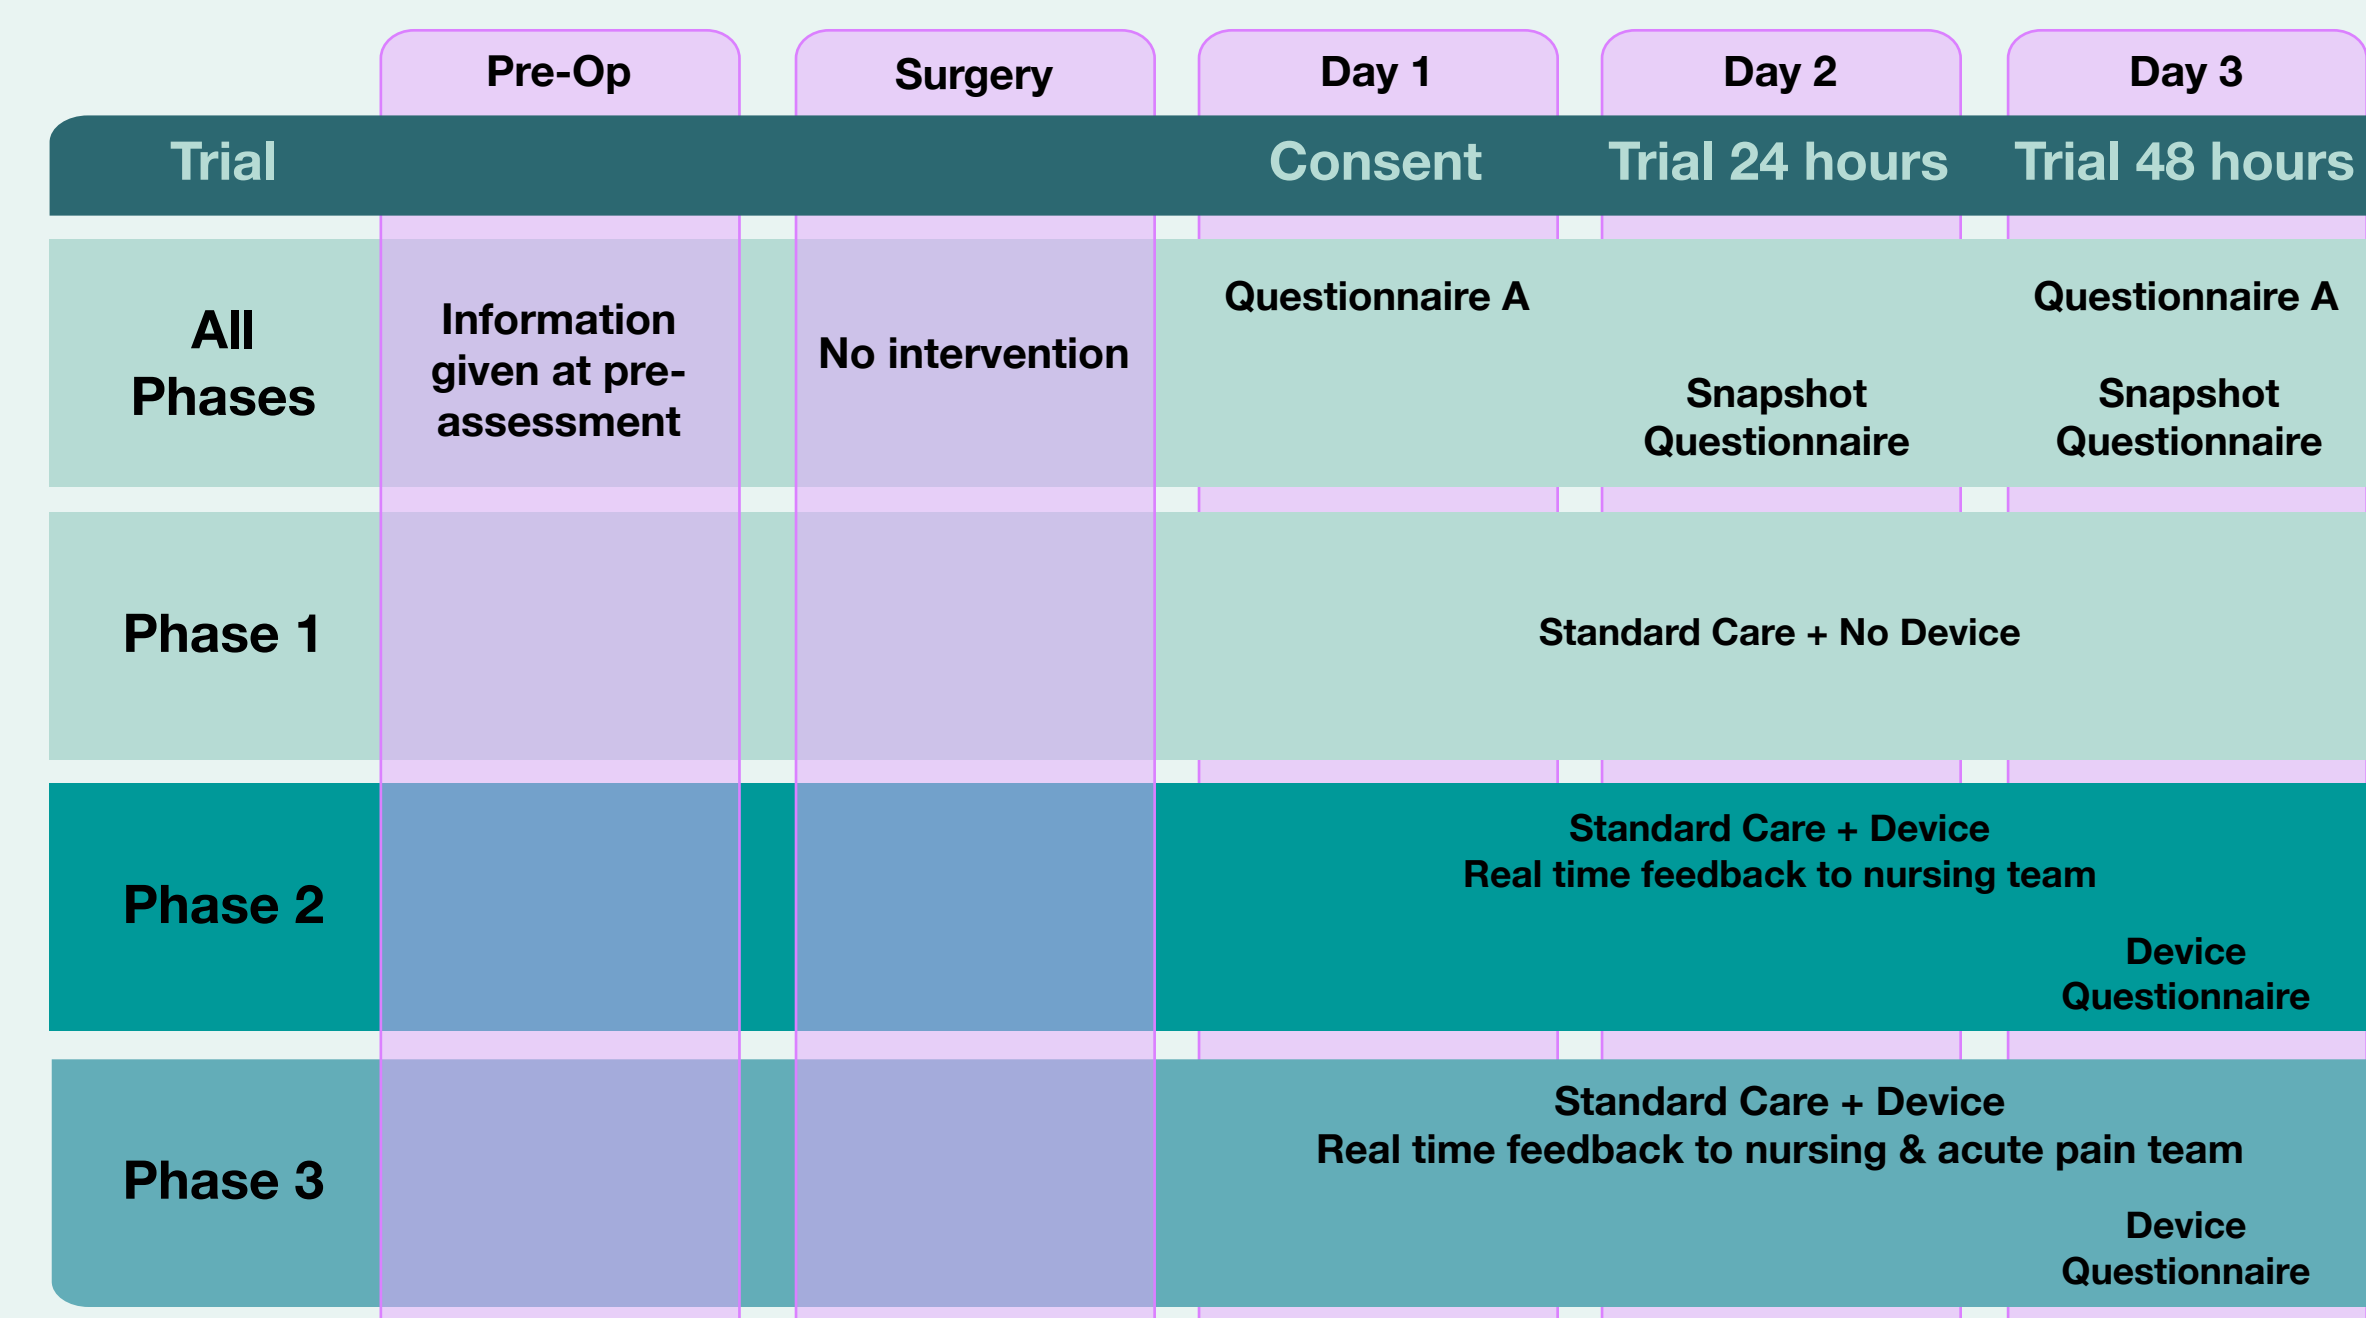 Pre-Op
Surgery
Day 1
Day 2
Day 3
Trial
Consent
Trial 24 hours
Trial 48 hours
All
Phases
Information
given at pre-
assessment
No intervention
Questionnaire A
Snapshot
Questionnaire
Questionnaire A
Snapshot
Questionnaire
Phase 1
Standard Care + No Device
Phase 2
Standard Care + Device
Real time feedback to nursing team
Device
Questionnaire
Phase 3
Standard Care + Device
Real time feedback to nursing & acute pain team
Device
Questionnaire